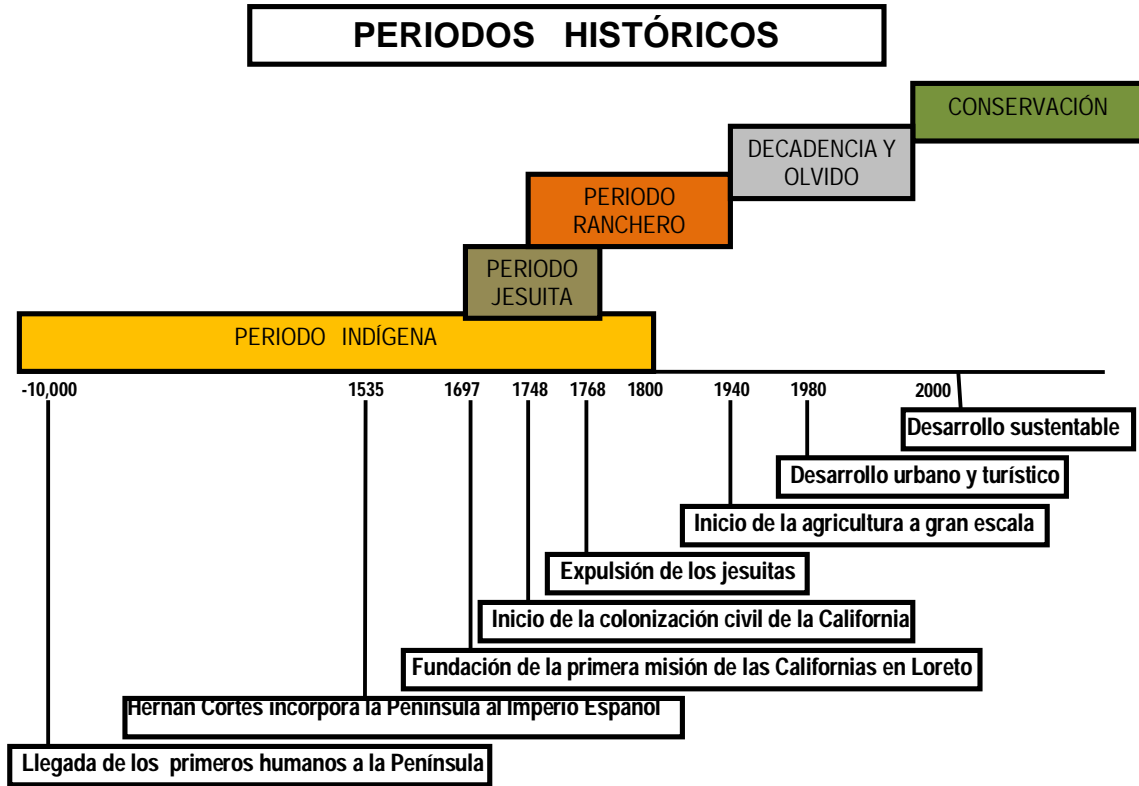 PERIODOS HISTÓRICOS
CONSERVACIÓN
DECADENCIA Y
OLVIDO
PERIODO
RANCHERO
PERIODO
JESUITA
PERIODO INDÍGENA
-10,000 1535 1697 1748 1768 1800 1940 1980 2000
Desarrollo sustentable
Desarrollo urbano y turístico
Inicio de la agricultura a gran escala
Expulsión de los jesuitas
Inicio de la colonización civil de la California
Fundación de la primera misión de las Californias en Loreto
Hernan Cortes incorpora la Peninsula al Imperio Español
Llegada de los primeros humanos a la Península